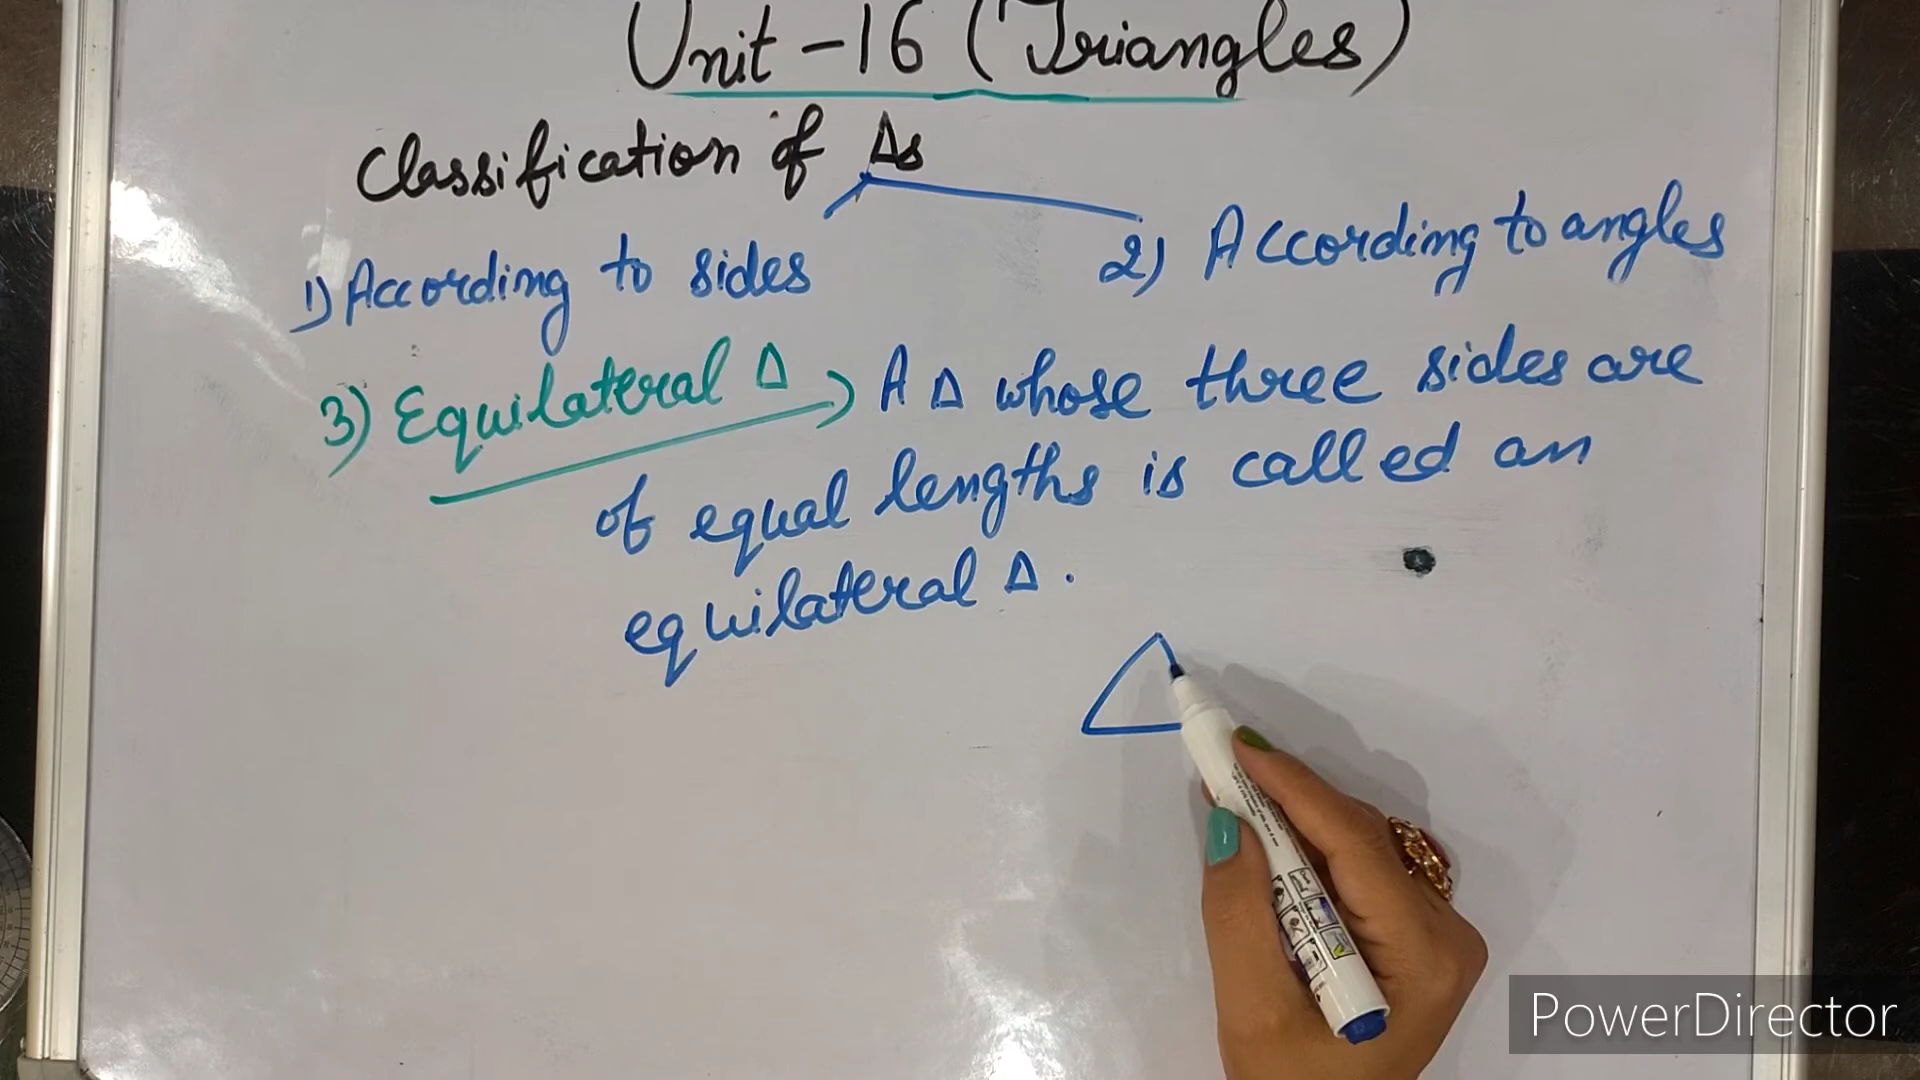 Unit -16 (Triangles)
Classification of Δs
1) According to sides
2) According to angles
3) Equilateral Δ → A Δ whose three sides are
of equal lengths is called an
equilateral Δ.
PowerDirector